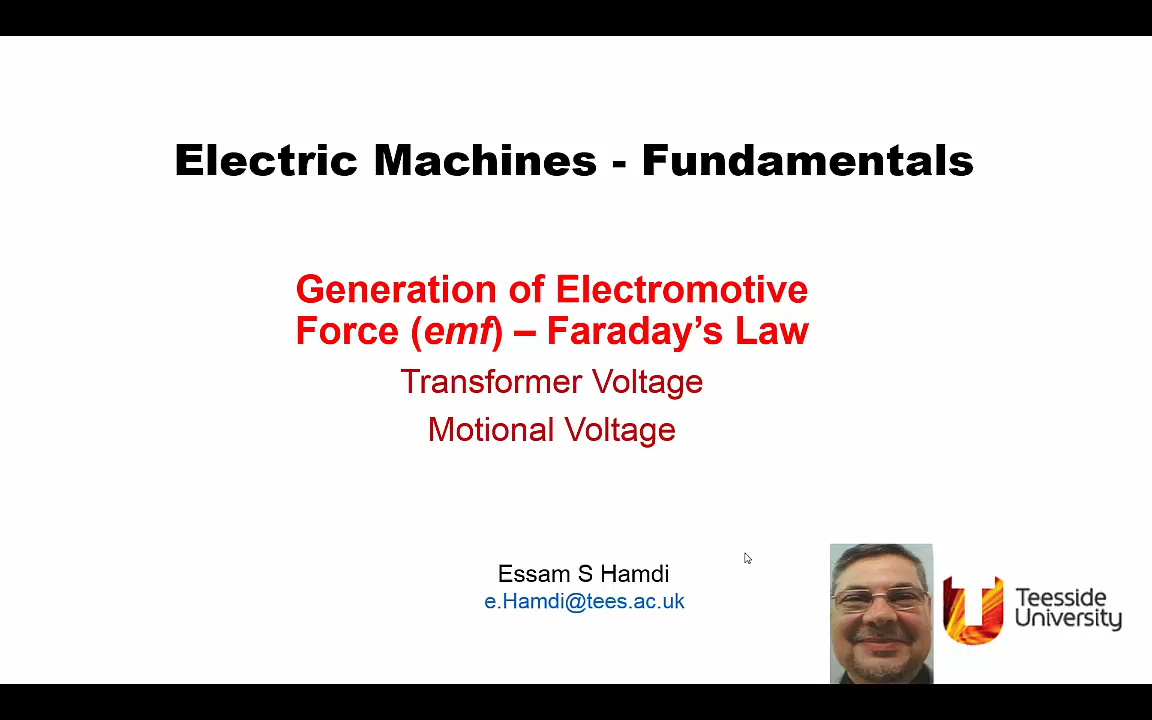 Electric Machines - Fundamentals
Generation of Electromotive
Force (emf) – Faraday’s Law
Transformer Voltage
Motional Voltage
Essam S Hamdi
e.Hamdi@tees.ac.uk
T
Teesside
University